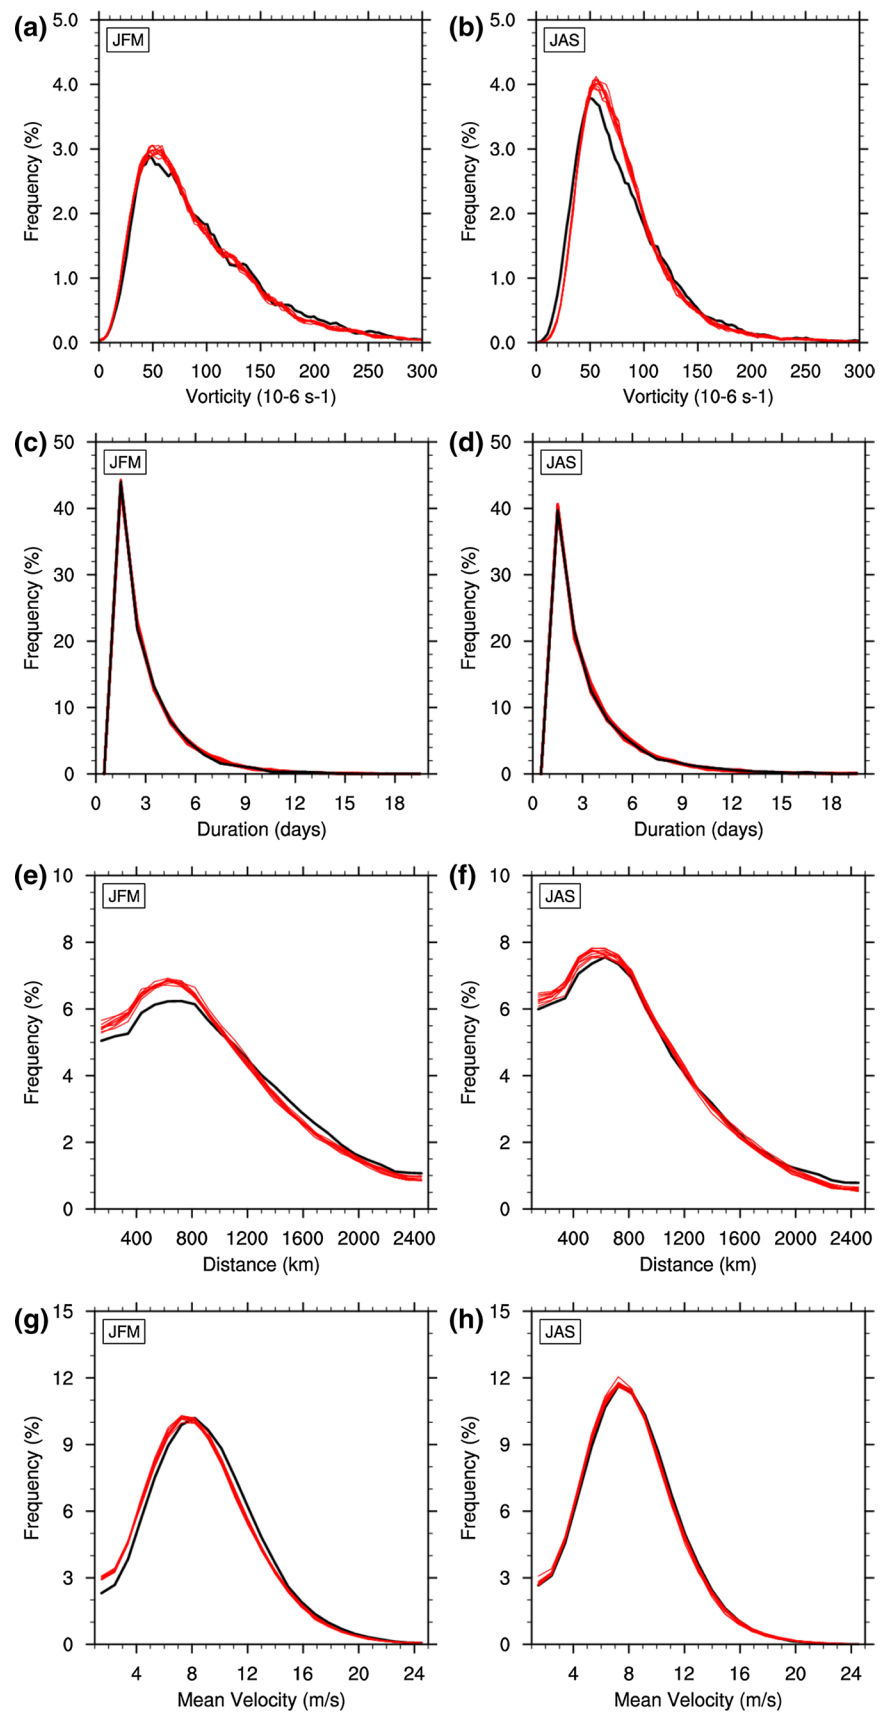 (a) JFM
5.0
4.0
3.0
2.0
1.0
0.0
Frequency (%)
0 50 100 150 200 250 300
Vorticity (10-6 s-1)
(b) JAS
5.0
4.0
3.0
2.0
1.0
0.0
Frequency (%)
0 50 100 150 200 250 300
Vorticity (10-6 s-1)
(c) JFM
50
40
30
20
10
0
Frequency (%)
0 3 6 9 12 15 18
Duration (days)
(d) JAS
50
40
30
20
10
0
Frequency (%)
0 3 6 9 12 15 18
Duration (days)
(e) JFM
10
8
6
4
2
0
Frequency (%)
400 800 1200 1600 2000 2400
Distance (km)
(f) JAS
10
8
6
4
2
0
Frequency (%)
400 800 1200 1600 2000 2400
Distance (km)
(g) JFM
15
12
9
6
3
0
Frequency (%)
4 8 12 16 20 24
Mean Velocity (m/s)
(h) JAS
15
12
9
6
3
0
Frequency (%)
4 8 12 16 20 24
Mean Velocity (m/s)